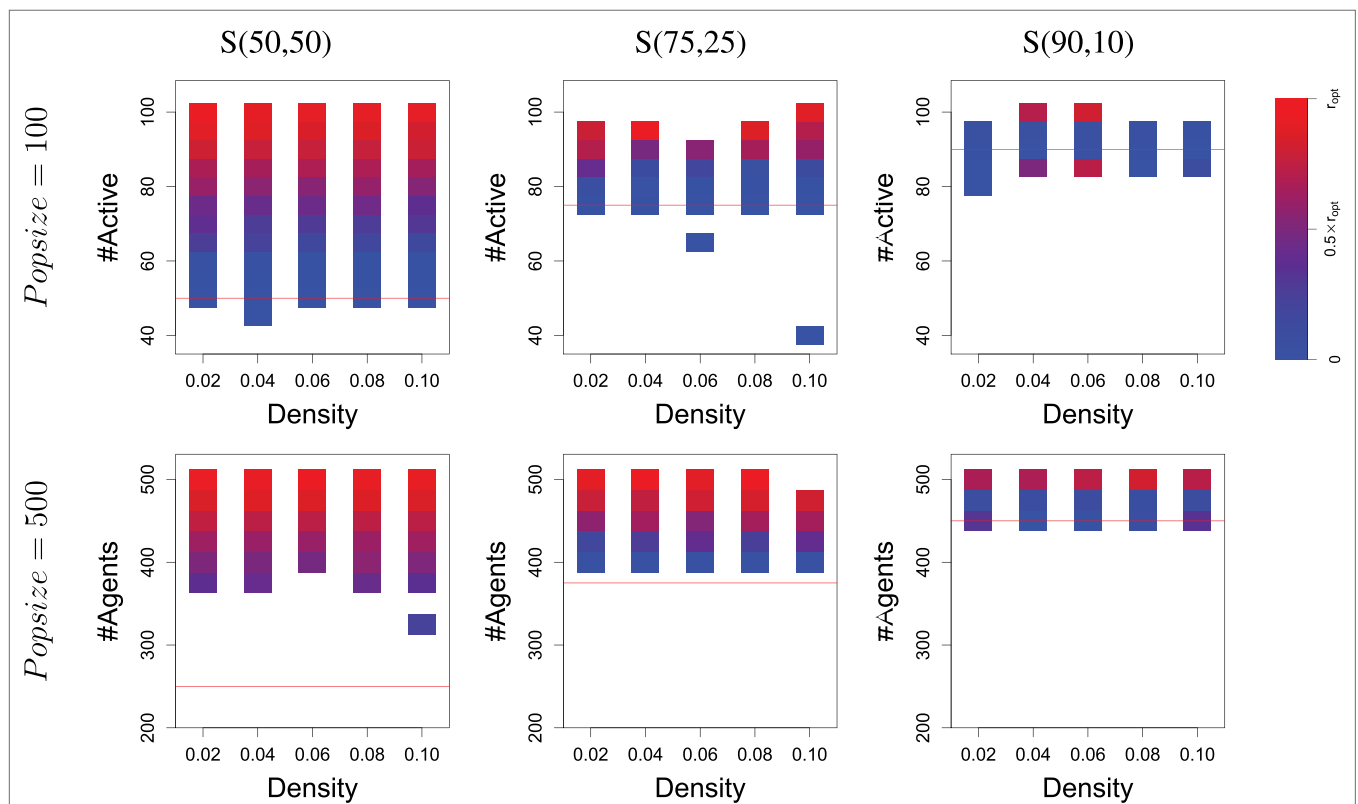 S(50,50) S(75,25) S(90,10)
Popsize = 100
#Active
100
80
60
40
0.02 0.04 0.06 0.08 0.10
Density
#Active
100
80
60
40
0.02 0.04 0.06 0.08 0.10
Density
#Active
100
80
60
40
0.02 0.04 0.06 0.08 0.10
Density
r_opt
0.5×r_opt
0
Popsize = 500
#Agents
500
400
300
200
0.02 0.04 0.06 0.08 0.10
Density
#Agents
500
400
300
200
0.02 0.04 0.06 0.08 0.10
Density
#Agents
500
400
300
200
0.02 0.04 0.06 0.08 0.10
Density